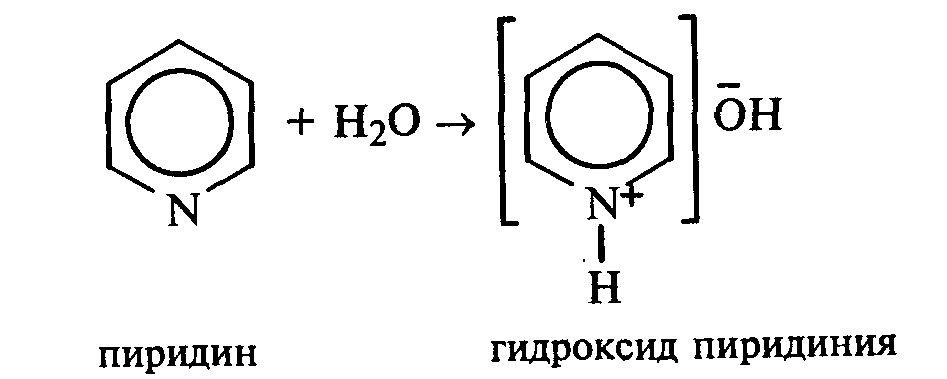 + H₂O → [ ] ŌH
N
N+
H
пиридин
гидроксид пиридиния